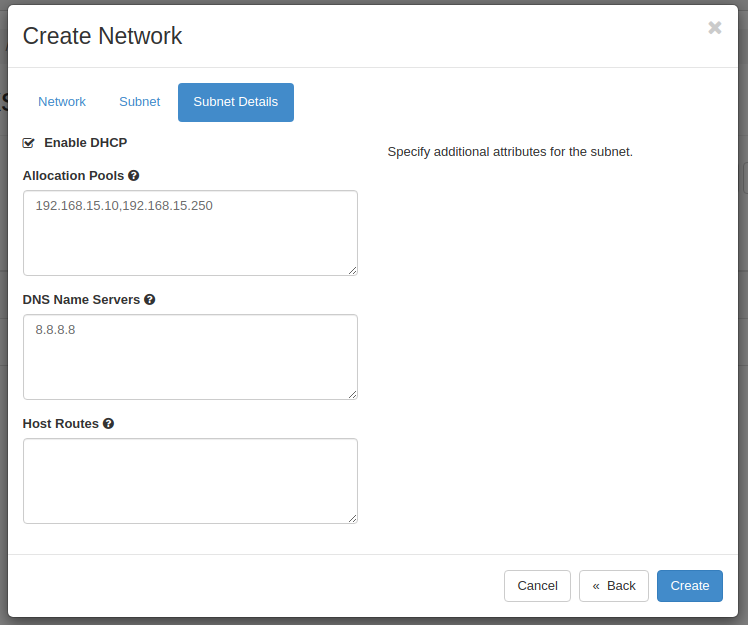 Create Network
Network Subnet Subnet Details
Enable DHCP
Specify additional attributes for the subnet.
Allocation Pools
192.168.15.10,192.168.15.250
DNS Name Servers
8.8.8.8
Host Routes
Cancel « Back Create